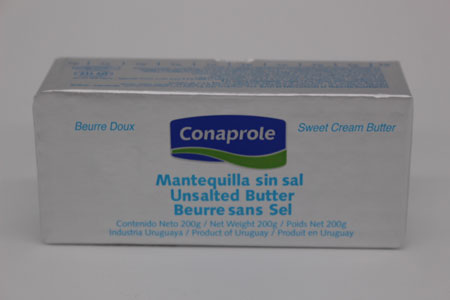 Beurre Doux
Conaprole
Sweet Cream Butter
Mantequilla sin sal
Unsalted Butter
Beurre sans Sel
Contenido Neto 200g / Net Weight 200g / Poids Net 200g
Industria Uruguaya / Product of Uruguay / Produit en Uruguay